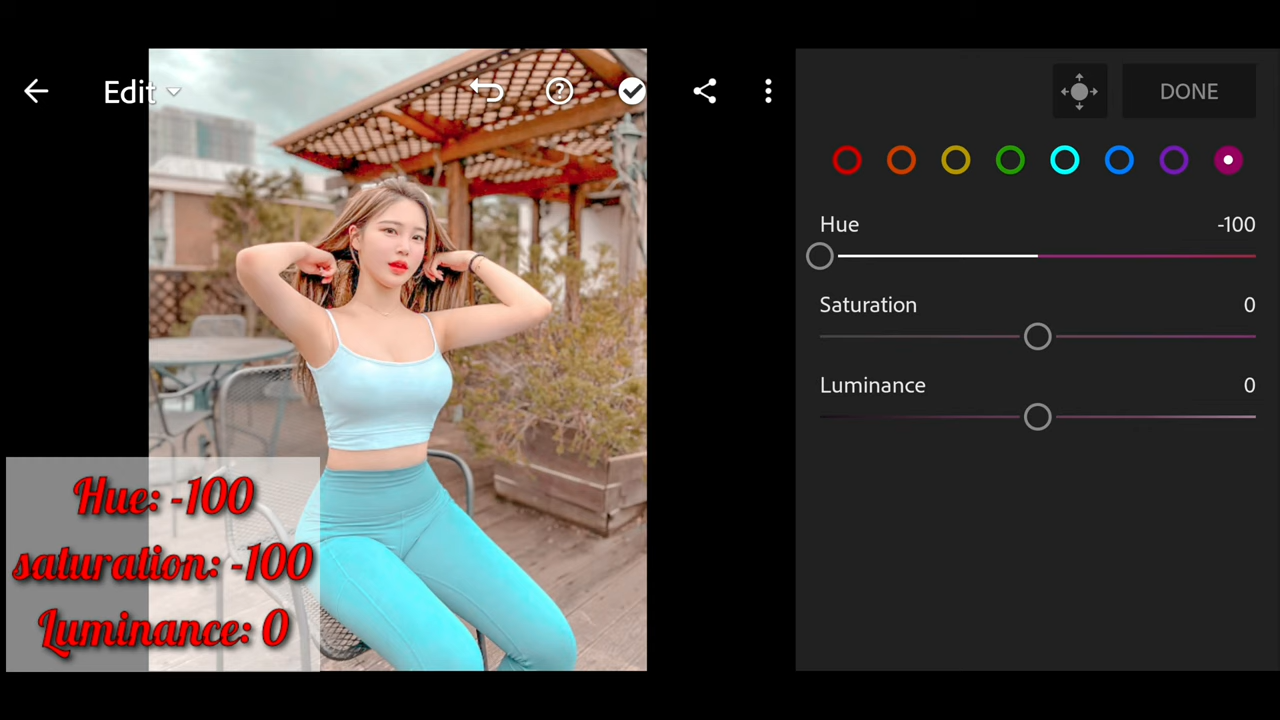 Edit
DONE
Hue -100
Saturation 0
Luminance 0
Hue: -100
saturation: -100
Luminance: 0